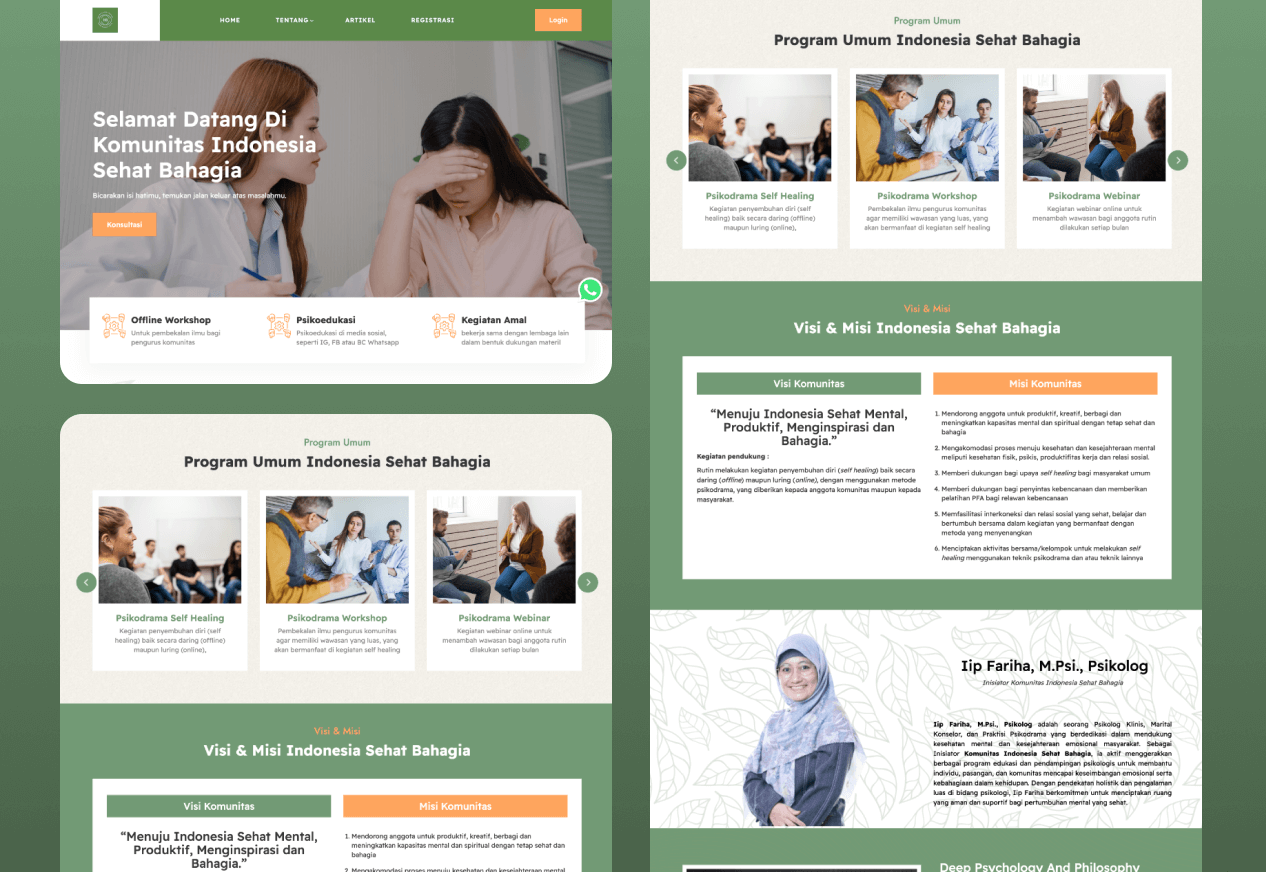 HOME
TENTANG
ARTIKEL
REGISTRASI
Login
Selamat Datang Di
Komunitas Indonesia
Sehat Bahagia
Bicarakan isi hatimu, temukan jalan keluar atas masalahmu.
Konsultasi
Offline Workshop
Untuk pembekalan ilmu bagi
pengurus komunitas
Psikoedukasi
Psikoedukasi di media sosial,
seperti IG, FB atau BC Whatsapp
Kegiatan Amal
bekerja sama dengan lembaga lain
dalam bentuk dukungan materil
Program Umum
Program Umum Indonesia Sehat Bahagia
Psikodrama Self Healing
Kegiatan penyembuhan diri (self
healing) baik secara daring (offline)
maupun luring (online),
Psikodrama Workshop
Pembekalan ilmu pengurus komunitas
agar memiliki wawasan yang luas, yang
akan bermanfaat di kegiatan self healing
Psikodrama Webinar
Kegiatan webinar online untuk
menambah wawasan bagi anggota rutin
dilakukan setiap bulan
Visi & Misi
Visi & Misi Indonesia Sehat Bahagia
Visi Komunitas
“Menuju Indonesia Sehat Mental,
Produktif, Menginspirasi dan
Bahagia.”
Misi Komunitas
1. Mendorong anggota untuk produktif, kreatif, berbagi dan
meningkatkan kapasitas mental dan spiritual dengan tetap sehat dan
bahagia
2. Mengakomodasi proses menuju kesehatan dan kesejahteraan mental
Program Umum
Program Umum Indonesia Sehat Bahagia
Psikodrama Self Healing
Kegiatan penyembuhan diri (self
healing) baik secara daring (offline)
maupun luring (online),
Psikodrama Workshop
Pembekalan ilmu pengurus komunitas
agar memiliki wawasan yang luas, yang
akan bermanfaat di kegiatan self healing
Psikodrama Webinar
Kegiatan webinar online untuk
menambah wawasan bagi anggota rutin
dilakukan setiap bulan
Visi & Misi
Visi & Misi Indonesia Sehat Bahagia
Visi Komunitas
“Menuju Indonesia Sehat Mental,
Produktif, Menginspirasi dan
Bahagia.”
Kegiatan pendukung :
Rutin melakukan kegiatan penyembuhan diri (self healing) baik secara
daring (offline) maupun luring (online), dengan menggunakan metode
psikodrama, yang diberikan kepada anggota komunitas maupun kepada
masyarakat.
Misi Komunitas
1. Mendorong anggota untuk produktif, kreatif, berbagi dan
meningkatkan kapasitas mental dan spiritual dengan tetap sehat dan
bahagia
2. Mengakomodasi proses menuju kesehatan dan kesejahteraan mental
meliputi kesehatan fisik, psikis, produktifitas kerja dan relasi sosial.
3. Memberi dukungan bagi upaya self healing bagi masyarakat umum
4. Memberi dukungan bagi penyintas kebencanaan dan memberikan
pelatihan PFA bagi relawan kebencanaan
5. Memfasilitasi interkoneksi dan relasi sosial yang sehat, belajar dan
bertumbuh bersama dalam kegiatan yang bermanfaat dengan
metoda yang menyenangkan
6. Menciptakan aktivitas bersama/kelompok untuk melakukan self
healing menggunakan teknik psikodrama dan atau teknik lainnya
Iip Fariha, M.Psi., Psikolog
Inisiator Komunitas Indonesia Sehat Bahagia
Iip Fariha, M.Psi., Psikolog adalah seorang Psikolog Klinis, Marital
Konselor, dan Praktisi Psikodrama yang berdedikasi dalam mendukung
kesehatan mental dan kesejahteraan emosional masyarakat. Sebagai
Inisiator Komunitas Indonesia Sehat Bahagia, ia aktif menggerakkan
berbagai program edukasi dan pendampingan psikologis untuk membantu
individu, pasangan, dan komunitas mencapai keseimbangan emosional serta
kebahagiaan dalam kehidupan. Dengan pendekatan holistik dan pengalaman
luas di bidang psikologi, Iip Fariha berkomitmen untuk menciptakan ruang
yang aman dan suportif bagi pertumbuhan mental yang sehat.
Deep Psychology And Philosophy